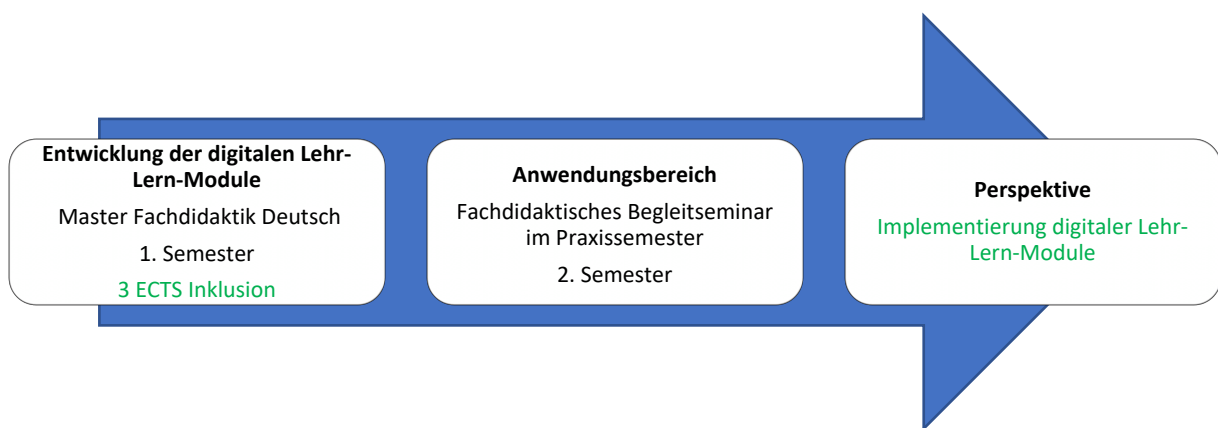 Entwicklung der digitalen Lehr-
Lern-Module
Master Fachdidaktik Deutsch
1. Semester
3 ECTS Inklusion
Anwendungsbereich
Fachdidaktisches Begleitseminar
im Praxissemester
2. Semester
Perspektive
Implementierung digitaler Lehr-
Lern-Module